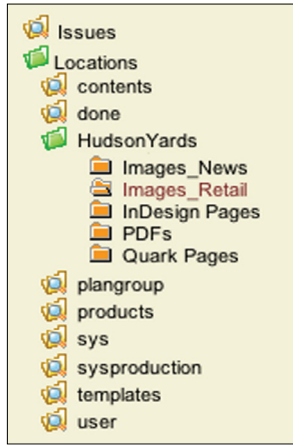 Issues
Locations
contents
done
HudsonYards
Images_News
Images_Retail
InDesign Pages
PDFs
Quark Pages
plangroup
products
sys
sysproduction
templates
user